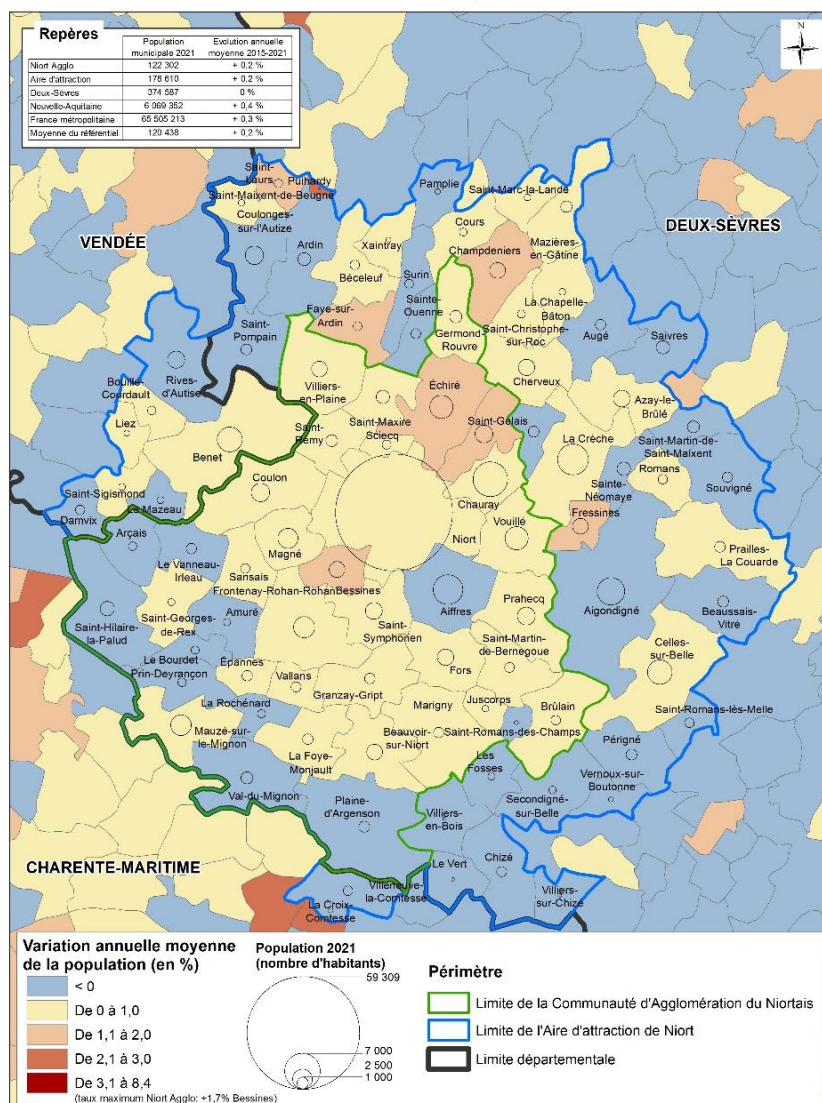 Repères
Population municipale 2021 Evolution annuelle moyenne 2015-2021
Niort Agglo 122 302 + 0,2 %
Aire d'attraction 178 610 + 0,2 %
Deux-Sèvres 374 587 0 %
Nouvelle-Aquitaine 6 069 352 + 0,4 %
France métropolitaine 65 505 213 + 0,3 %
Moyenne du référentiel 120 438 + 0,2 %
N
VENDÉE
DEUX-SÈVRES
CHARENTE-MARITIME
Saint-Laurs
Puihardy
Saint-Maixent-de-Beugné
Coulonges-sur-l'Autize
Ardin
Pamplie
Saint-Marc-la-Lande
Cours
Xaintray
Champdeniers
Mazières-en-Gâtine
Béceleuf
Surin
La Chapelle-Bâton
Sainte-Ouenne
Faye-sur-Ardin
Germond-Rouvre
Saint-Christophe-sur-Roc
Augé
Saivres
Saint-Pompain
Villiers-en-Plaine
Échiré
Cherveux
Rives-d'Autise
Bouillé-Courdault
Azay-le-Brûlé
Liez
Saint-Rémy
Saint-Maxire
Sciecq
Saint-Gelais
La Crèche
Saint-Martin-de-Saint-Maixent
Benet
Romans
Sainte-Néomaye
Souvigné
Saint-Sigismond
Coulon
Chauray
Le Mazeau
Damvix
Fressines
Arçais
Magné
Niort
Vouillé
Prailles-La Couarde
Le Vanneau-Irleau
Sansais
Frontenay-Rohan-Rohan
Bessines
Aiffres
Prahecq
Aigondigné
Beaussais-Vitré
Saint-Hilaire-la-Palud
Saint-Georges-de-Rex
Amuré
Saint-Symphorien
Saint-Martin-de-Bernegoue
Celles-sur-Belle
Le Bourdet
Prin-Deyrançon
Épannes
Vallans
Fors
Granzay-Gript
La Rochénard
Marigny
Juscorps
Brûlain
Saint-Romans-lès-Melle
Mauzé-sur-le-Mignon
Beauvoir-sur-Niort
Saint-Romans-des-Champs
La Foye-Monjault
Les Fosses
Périgné
Vernoux-sur-Boutonne
Val-du-Mignon
Plaine-d'Argenson
Secondigné-sur-Belle
Villiers-en-Bois
Le Vert
Chizé
Villeneuve-la-Comtesse
La Croix-Comtesse
Villiers-sur-Chizé
Variation annuelle moyenne
de la population (en %)
< 0
De 0 à 1,0
De 1,1 à 2,0
De 2,1 à 3,0
De 3,1 à 8,4
(taux maximum Niort Agglo: +1,7% Bessines)
Population 2021
(nombre d'habitants)
59 309
7 000
2 500
1 000
Périmètre
Limite de la Communauté d'Agglomération du Niortais
Limite de l'Aire d'attraction de Niort
Limite départementale